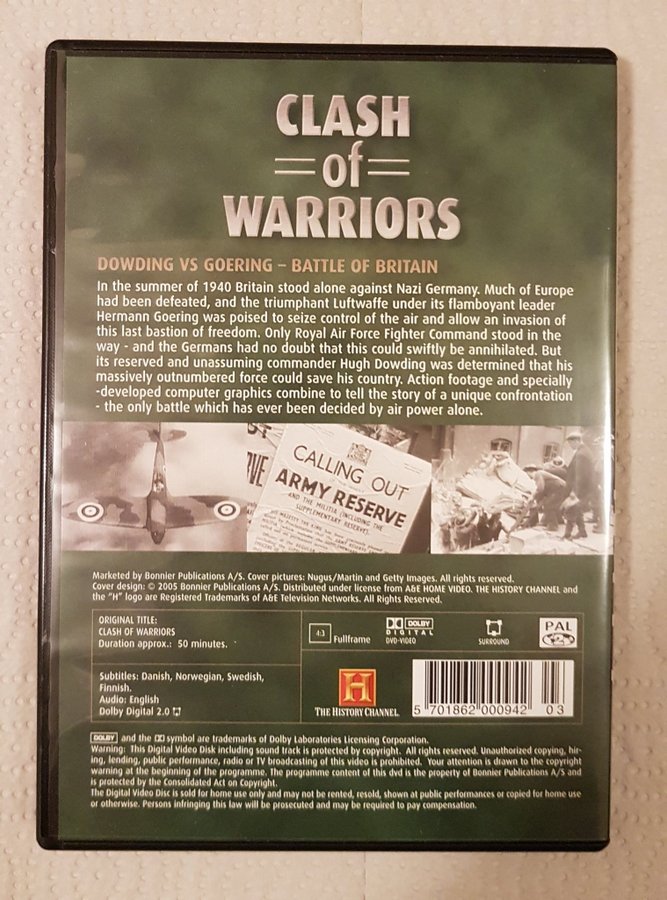 CLASH
of
WARRIORS
DOWDING VS GOERING – BATTLE OF BRITAIN
In the summer of 1940 Britain stood alone against Nazi Germany. Much of Europe
had been defeated, and the triumphant Luftwaffe under its flamboyant leader
Hermann Goering was poised to seize control of the air and allow an invasion of
this last bastion of freedom. Only Royal Air Force Fighter Command stood in the
way - and the Germans had no doubt that this could swiftly be annihilated. But
its reserved and unassuming commander Hugh Dowding was determined that his
massively outnumbered force could save his country. Action footage and specially
-developed computer graphics combine to tell the story of a unique confrontation
- the only battle which has ever been decided by air power alone.
CALLING OUT
ARMY RESERVE
AND THE MILITIA (INCLUDING THE
SUPPLEMENTARY RESERVE).
Marketed by Bonnier Publications A/S. Cover pictures: Nugus/Martin and Getty Images. All rights reserved.
Cover design: © 2005 Bonnier Publications A/S. Distributed under license from A&E HOME VIDEO. THE HISTORY CHANNEL and
the "H" logo are Registered Trademarks of A&E Television Networks. All Rights Reserved.
ORIGINAL TITLE:
CLASH OF WARRIORS
Duration approx.: 50 minutes.
4:3 Fullframe
DOLBY
DIGITAL
DVD-VIDEO
SURROUND
PAL
2
Subtitles: Danish, Norwegian, Swedish,
Finnish.
Audio: English
Dolby Digital 2.0
H
THE HISTORY CHANNEL
5 701862 000942 03
DOLBY and the symbol are trademarks of Dolby Laboratories Licensing Corporation.
Warning: This Digital Video Disk including sound track is protected by copyright. All rights reserved. Unauthorized copying, hir-
ing, lending, public performance, radio or TV broadcasting of this video is prohibited. Your attention is drawn to the copyright
warning at the beginning of the programme. The programme content of this dvd is the property of Bonnier Publications A/S and
is protected by the Consolidated Act on Copyright.
The Digital Video Disc is sold for home use only and may not be rented, resold, shown at public performances or copied for home use
or otherwise. Persons infringing this law will be prosecuted and may be required to pay compensation.